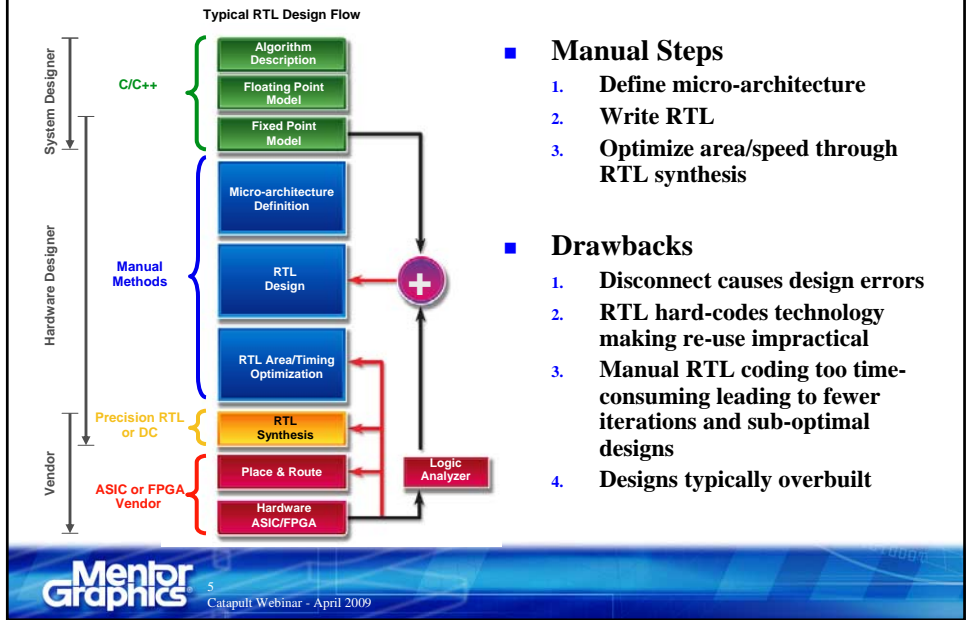 Typical RTL Design Flow
System Designer
Hardware Designer
Vendor
C/C++
Manual
Methods
Precision RTL
or DC
ASIC or FPGA
Vendor
Algorithm
Description
Floating Point
Model
Fixed Point
Model
Micro-architecture
Definition
RTL
Design
RTL Area/Timing
Optimization
RTL
Synthesis
Place & Route
Hardware
ASIC/FPGA
+
Logic
Analyzer
■ Manual Steps
1. Define micro-architecture
2. Write RTL
3. Optimize area/speed through
RTL synthesis
■ Drawbacks
1. Disconnect causes design errors
2. RTL hard-codes technology
making re-use impractical
3. Manual RTL coding too time-
consuming leading to fewer
iterations and sub-optimal
designs
4. Designs typically overbuilt
Mentor
Graphics
5
Catapult Webinar - April 2009